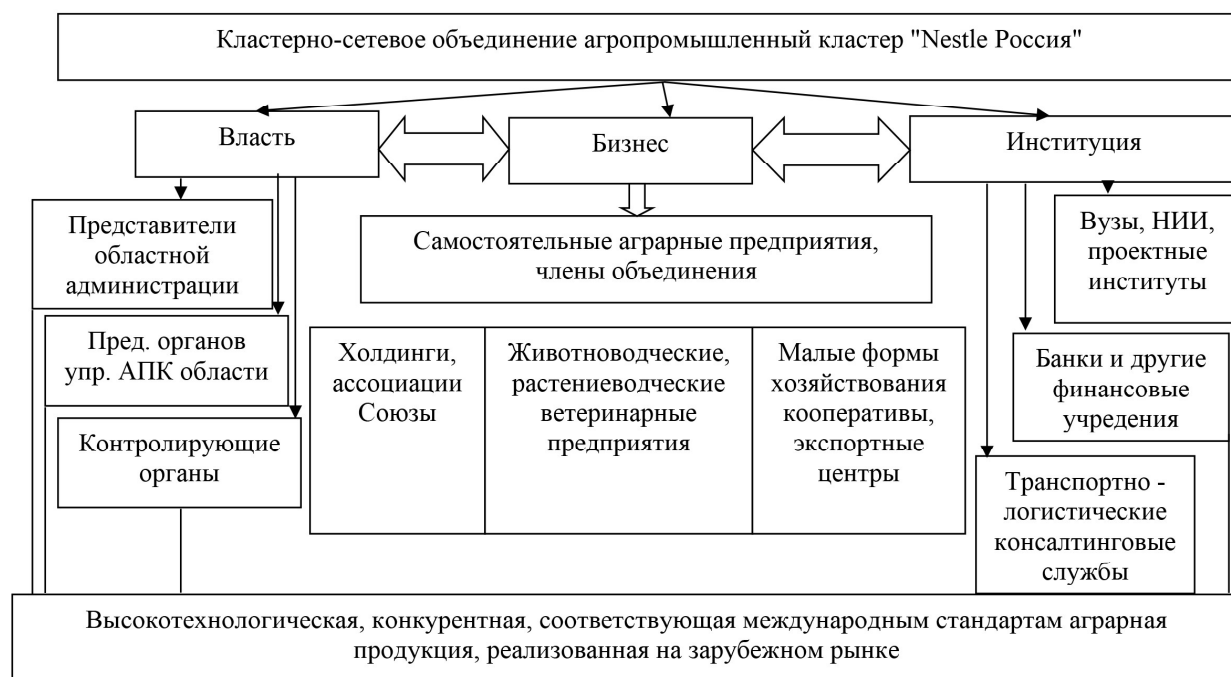 Кластерно-сетевое объединение агропромышленный кластер "Nestle Россия"
Власть
Бизнес
Институция
Представители
областной
администрации
Пред. органов
упр. АПК области
Контролирующие
органы
Самостоятельные аграрные предприятия,
члены объединения
Холдинги,
ассоциации
Союзы
Животноводческие,
растениеводческие
ветеринарные
предприятия
Малые формы
хозяйствования
кооперативы,
экспортные
центры
Вузы, НИИ,
проектные
институты
Банки и другие
финансовые
учредения
Транспортно -
логистические
консалтинговые
службы
Высокотехнологическая, конкурентная, соответствующая международным стандартам аграрная
продукция, реализованная на зарубежном рынке